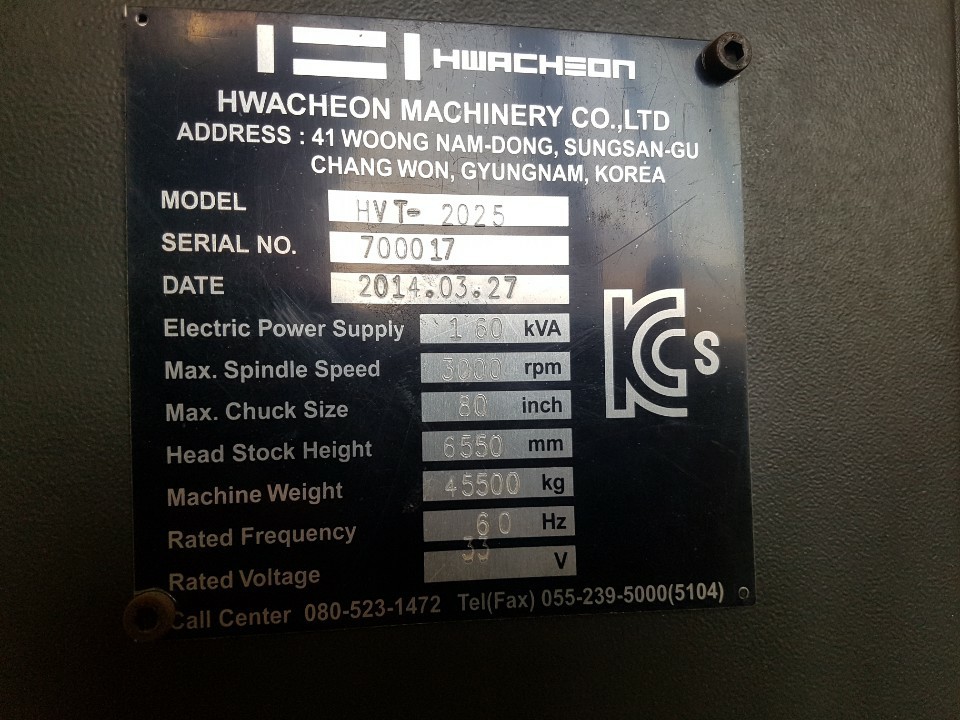 HWACHEON
HWACHEON MACHINERY CO.,LTD
ADDRESS : 41 WOONG NAM-DONG, SUNGSAN-GU
CHANG WON, GYUNGNAM, KOREA
MODEL HVT- 2025
SERIAL NO. 700017
DATE 2014.03.27
Electric Power Supply 160 kVA
Max. Spindle Speed 3000 rpm
Max. Chuck Size 80 inch
Head Stock Height 6550 mm
Machine Weight 45500 kg
Rated Frequency 60 Hz
Rated Voltage 33 V
KCs
Call Center 080-523-1472 Tel(Fax) 055-239-5000(5104)